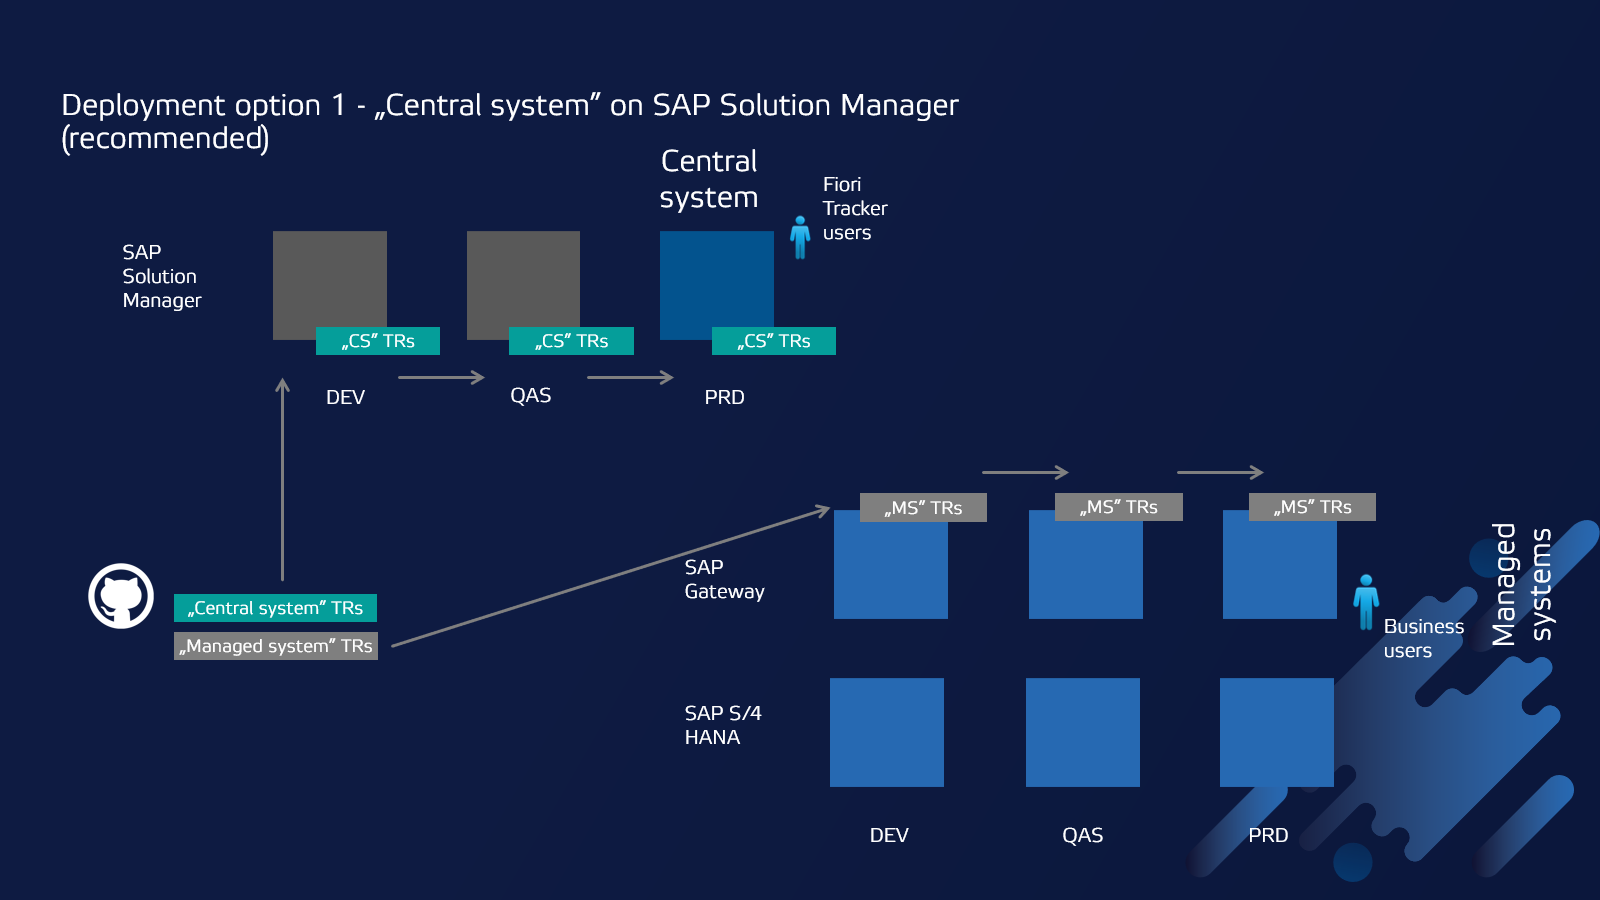 Deployment option 1 - „Central system” on SAP Solution Manager
(recommended)
Central
system
Fiori
Tracker
users
SAP
Solution
Manager
„CS” TRs
„CS” TRs
„CS” TRs
DEV
QAS
PRD
„MS” TRs
„MS” TRs
„MS” TRs
SAP
Gateway
Managed
systems
Business
users
„Central system” TRs
„Managed system” TRs
SAP S/4
HANA
DEV
QAS
PRD